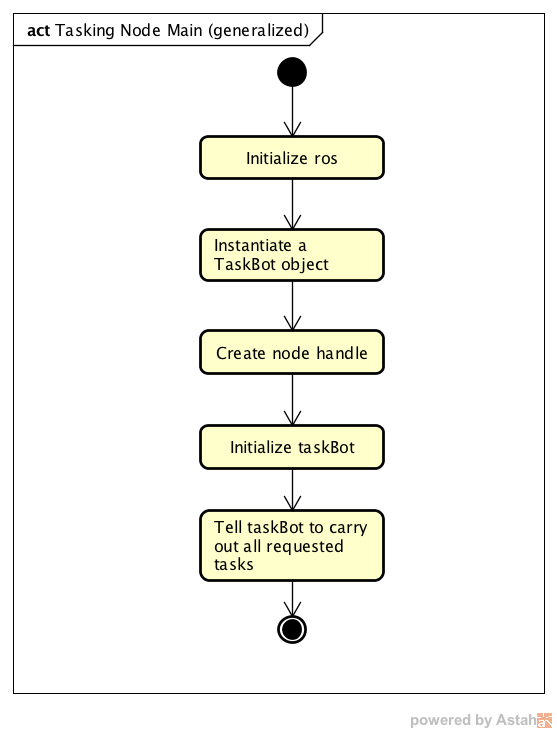 act Tasking Node Main (generalized)
Initialize ros
Instantiate a
TaskBot object
Create node handle
Initialize taskBot
Tell taskBot to carry
out all requested
tasks
powered by Astah